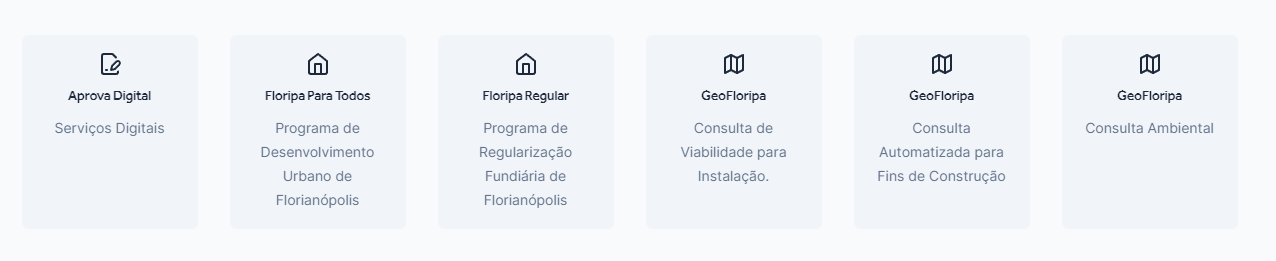 Aprova Digital
Serviços Digitais
Floripa Para Todos
Programa de
Desenvolvimento
Urbano de
Florianópolis
Floripa Regular
Programa de
Regularização
Fundiária de
Florianópolis
GeoFloripa
Consulta de
Viabilidade para
Instalação.
GeoFloripa
Consulta
Automatizada para
Fins de Construção
GeoFloripa
Consulta Ambiental